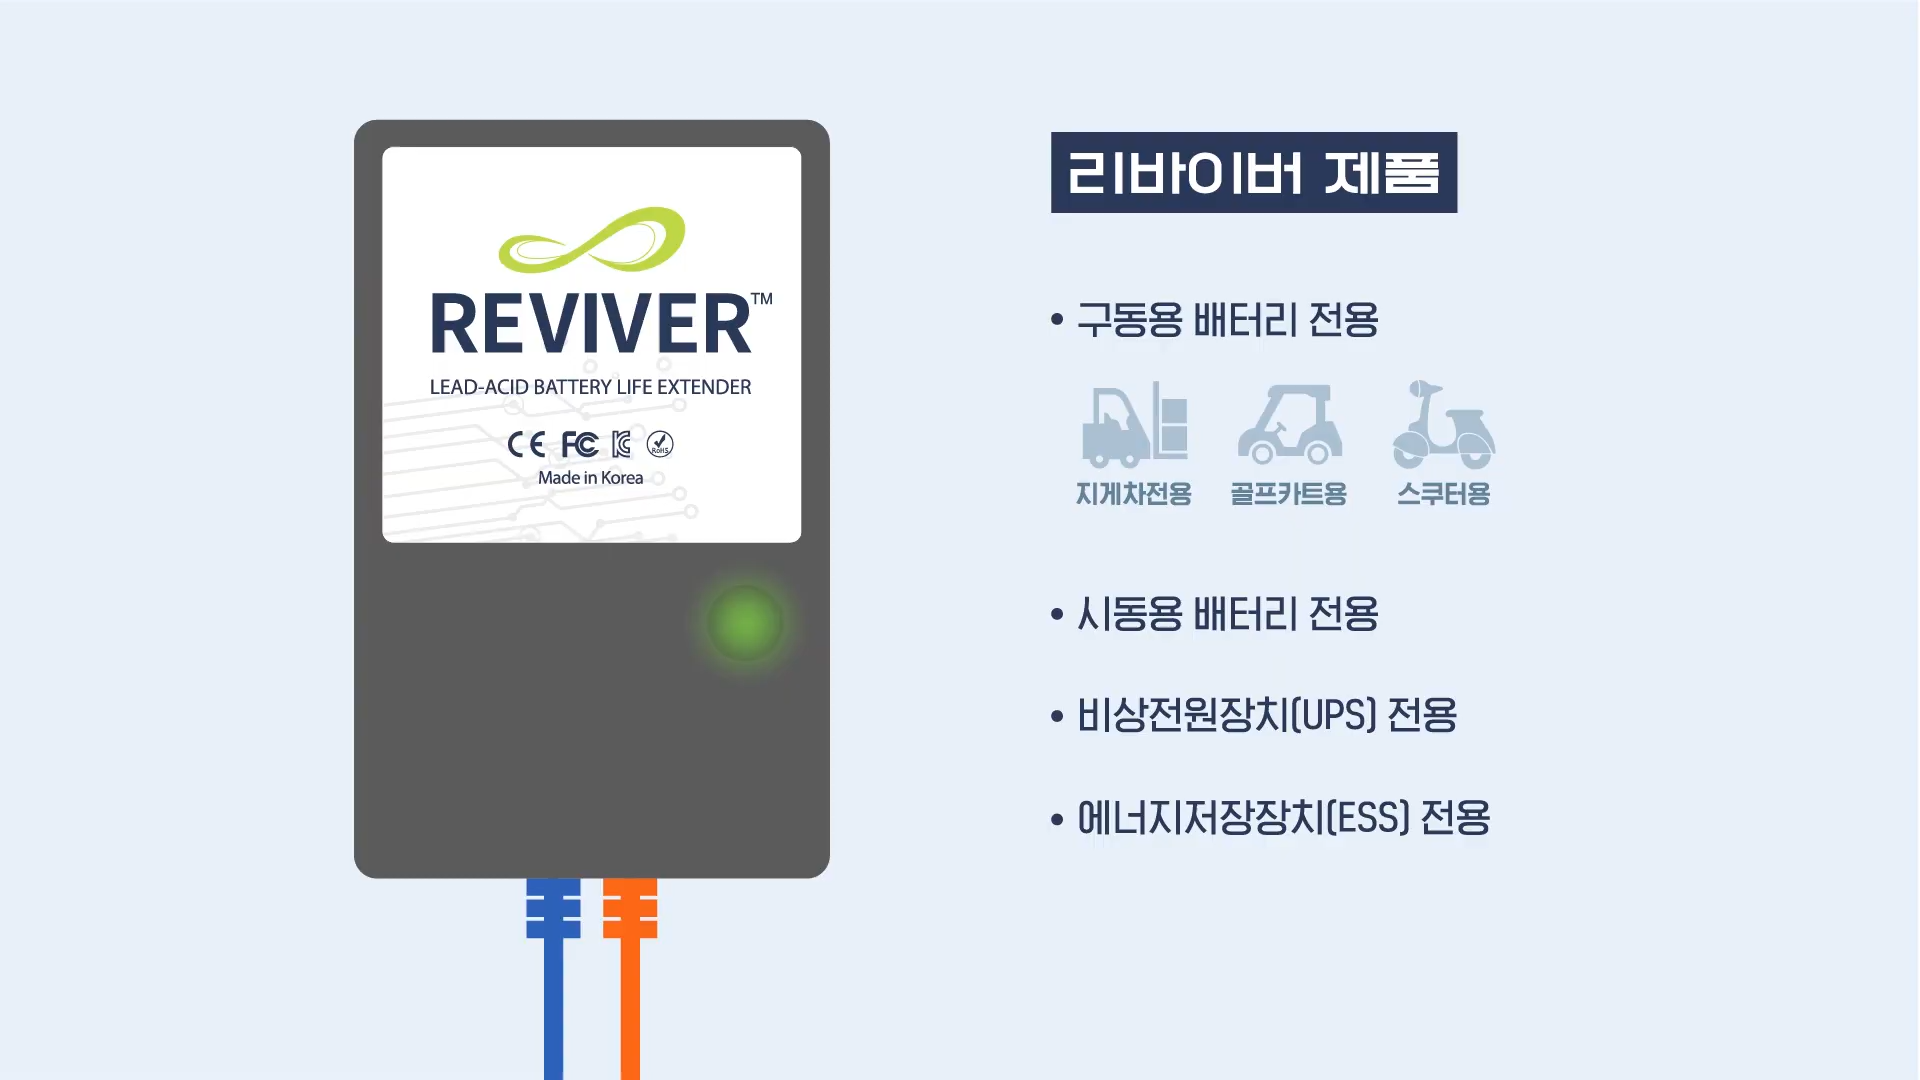 REVIVER™
LEAD-ACID BATTERY LIFE EXTENDER
CE FC KC RoHS
Made in Korea
리바이버 제품
• 구동용 배터리 전용
지게차전용 골프카트용 스쿠터용
• 시동용 배터리 전용
• 비상전원장치(UPS) 전용
• 에너지저장장치(ESS) 전용